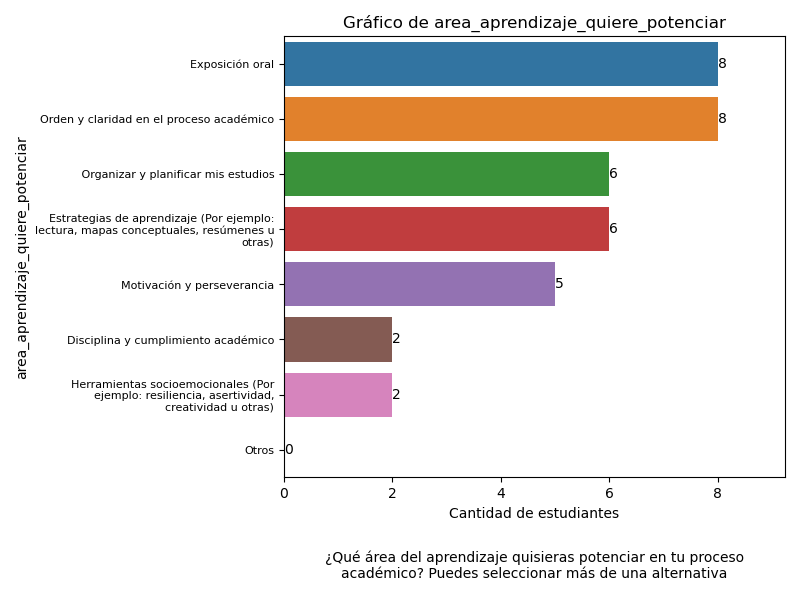 Gráfico de area_aprendizaje_quiere_potenciar
area_aprendizaje_quiere_potenciar
Exposición oral
8
Orden y claridad en el proceso académico
8
Organizar y planificar mis estudios
6
Estrategias de aprendizaje (Por ejemplo:
lectura, mapas conceptuales, resúmenes u
otras)
6
Motivación y perseverancia
5
Disciplina y cumplimiento académico
2
Herramientas socioemocionales (Por
ejemplo: resiliencia, asertividad,
creatividad u otras)
2
Otros
0
0 2 4 6 8
Cantidad de estudiantes
¿Qué área del aprendizaje quisieras potenciar en tu proceso
académico? Puedes seleccionar más de una alternativa